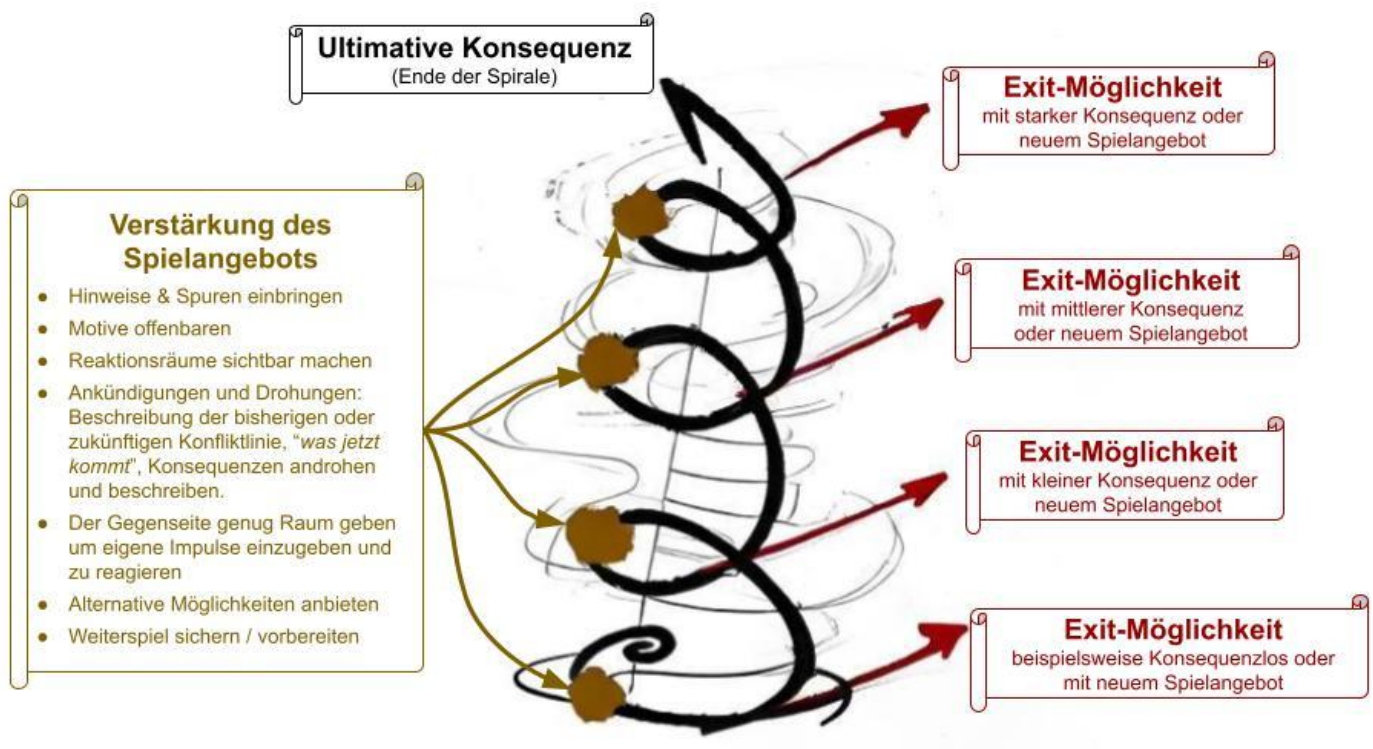 Ultimative Konsequenz
(Ende der Spirale)
Verstärkung des
Spielangebots
● Hinweise & Spuren einbringen
● Motive offenbaren
● Reaktionsräume sichtbar machen
● Ankündigungen und Drohungen:
Beschreibung der bisherigen oder
zukünftigen Konfliktlinie, “was jetzt
kommt”, Konsequenzen androhen
und beschreiben.
● Der Gegenseite genug Raum geben
um eigene Impulse einzugeben und
zu reagieren
● Alternative Möglichkeiten anbieten
● Weiterspiel sichern / vorbereiten
Exit-Möglichkeit
mit starker Konsequenz oder
neuem Spielangebot
Exit-Möglichkeit
mit mittlerer Konsequenz
oder neuem Spielangebot
Exit-Möglichkeit
mit kleiner Konsequenz oder
neuem Spielangebot
Exit-Möglichkeit
beispielsweise Konsequenzlos oder
mit neuem Spielangebot